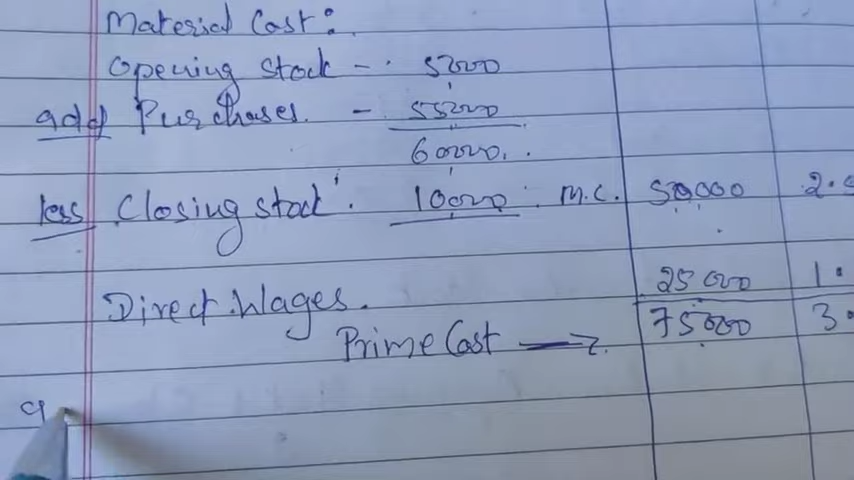 Material Cost:
Opening stock - 5000
add Purchases. - 55000
60000
less Closing stock. 10000 M.C. 50000 2.
Direct Wages. 25000 1.
Prime Cost → 75000 3.
a